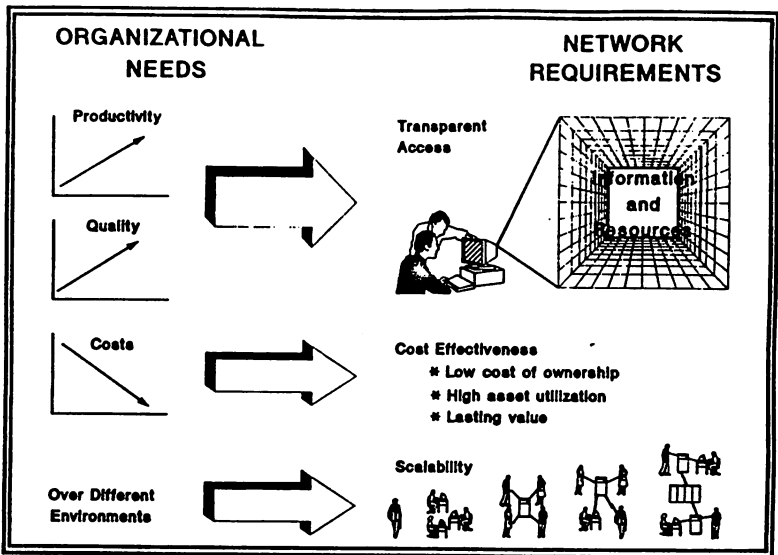 ORGANIZATIONAL
NEEDS
NETWORK
REQUIREMENTS
Productivity
Transparent
Access
Information
and
Resources
Quality
Costs
Cost Effectiveness
* Low cost of ownership
* High asset utilization
* Lasting value
Over Different
Environments
Scalability